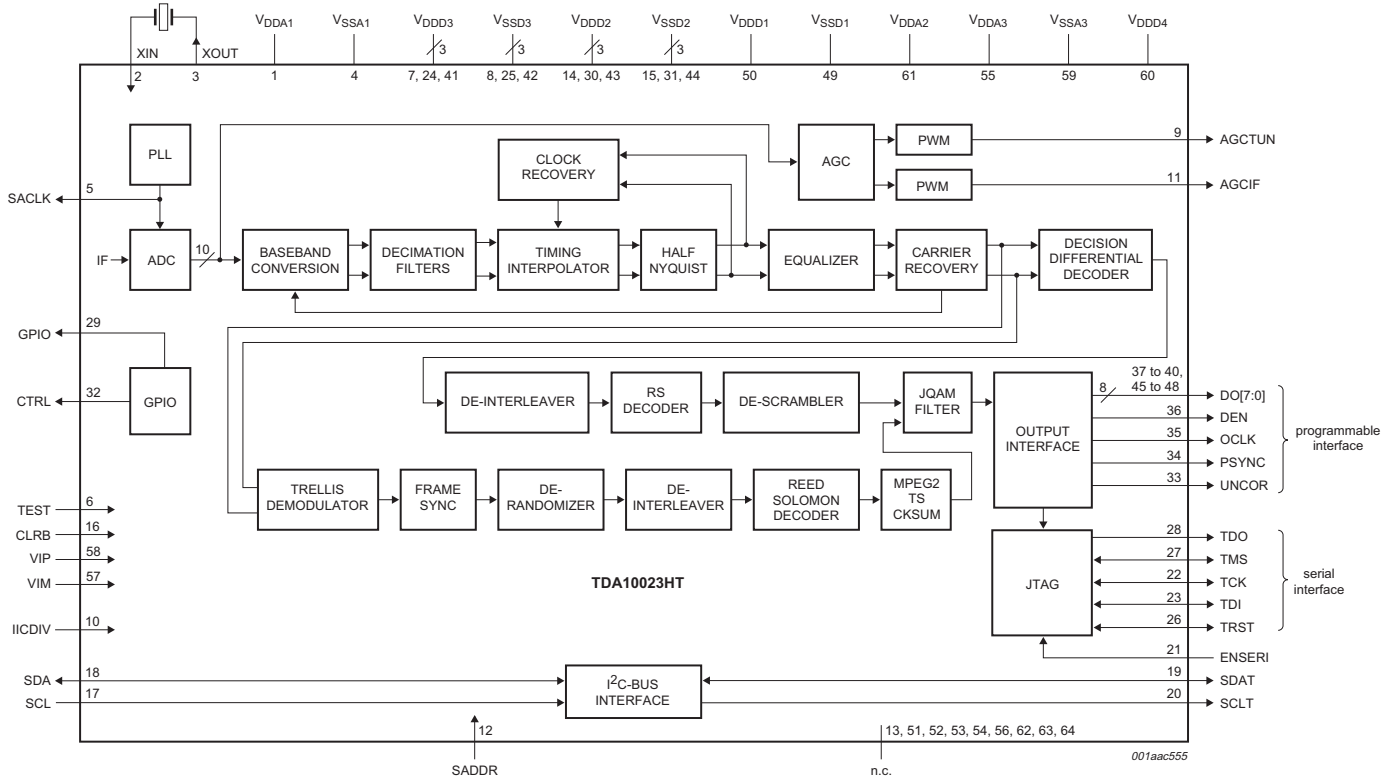 VDDA1 VSSA1 VDDD3 VSSD3 VDDD2 VSSD2 VDDD1 VSSD1 VDDA2 VDDA3 VSSA3 VDDD4
XIN XOUT 3 3 3 3
2 3 1 4 7, 24, 41 8, 25, 42 14, 30, 43 15, 31, 44 50 49 61 55 59 60
PLL
CLOCK
RECOVERY
AGC
PWM
9
AGCTUN
PWM
11
AGCIF
5
SACLK
IF
ADC
10
BASEBAND
CONVERSION
DECIMATION
FILTERS
TIMING
INTERPOLATOR
HALF
NYQUIST
EQUALIZER
CARRIER
RECOVERY
DECISION
DIFFERENTIAL
DECODER
29
GPIO
32
CTRL
GPIO
DE-INTERLEAVER
RS
DECODER
DE-SCRAMBLER
JQAM
FILTER
OUTPUT
INTERFACE
37 to 40,
45 to 48
8
DO[7:0]
36
DEN
35
OCLK
34
PSYNC
33
UNCOR
programmable
interface
TRELLIS
DEMODULATOR
FRAME
SYNC
DE-
RANDOMIZER
DE-
INTERLEAVER
REED
SOLOMON
DECODER
MPEG2
TS
CKSUM
6
TEST
16
CLRB
58
VIP
57
VIM
10
IICDIV
TDA10023HT
JTAG
28
TDO
27
TMS
22
TCK
23
TDI
26
TRST
serial
interface
21
ENSERI
18
SDA
17
SCL
I2C-BUS
INTERFACE
19
SDAT
20
SCLT
12
SADDR
13, 51, 52, 53, 54, 56, 62, 63, 64
n.c.
001aac555